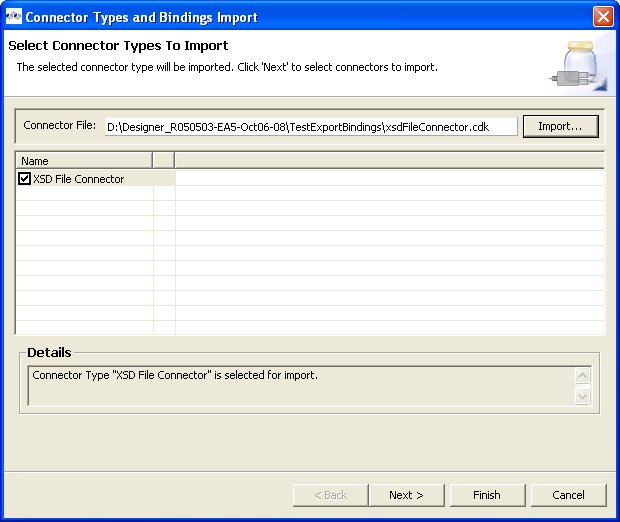 Connector Types and Bindings Import
Select Connector Types To Import
The selected connector type will be imported. Click 'Next' to select connectors to import.
Connector File: D:\Designer_R050503-EA5-Oct06-08\TestExportBindings\xsdFileConnector.cdk Import...
Name
XSD File Connector
Details
Connector Type "XSD File Connector" is selected for import.
< Back Next > Finish Cancel